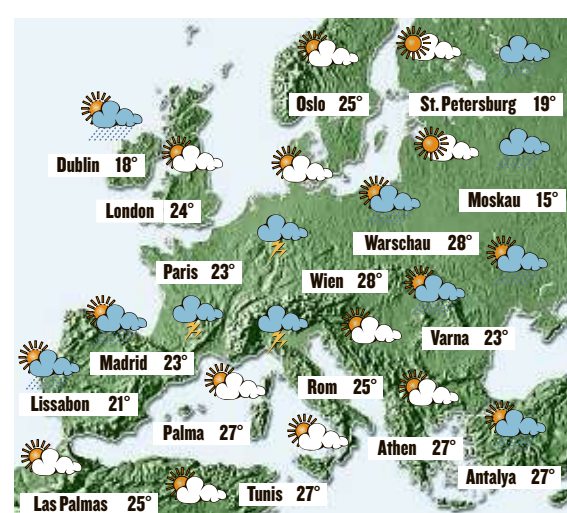 Oslo 25°
St. Petersburg 19°
Dublin 18°
Moskau 15°
London 24°
Warschau 28°
Paris 23°
Wien 28°
Varna 23°
Madrid 23°
Rom 25°
Lissabon 21°
Palma 27°
Athen 27°
Antalya 27°
Las Palmas 25°
Tunis 27°